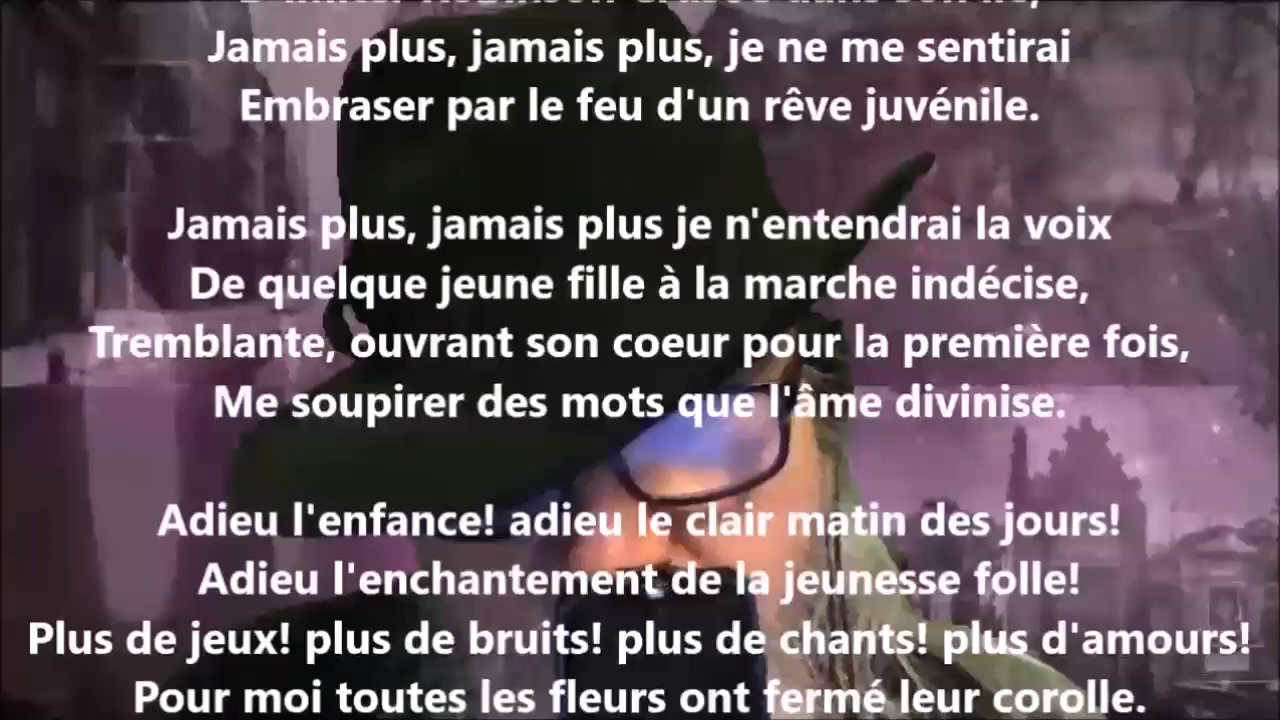 Jamais plus, jamais plus, je ne me sentirai
Embraser par le feu d'un rêve juvénile.
Jamais plus, jamais plus je n'entendrai la voix
De quelque jeune fille à la marche indécise,
Tremblante, ouvrant son coeur pour la première fois,
Me soupirer des mots que l'âme divinise.
Adieu l'enfance! adieu le clair matin des jours!
Adieu l'enchantement de la jeunesse folle!
Plus de jeux! plus de bruits! plus de chants! plus d'amours!
Pour moi toutes les fleurs ont fermé leur corolle.